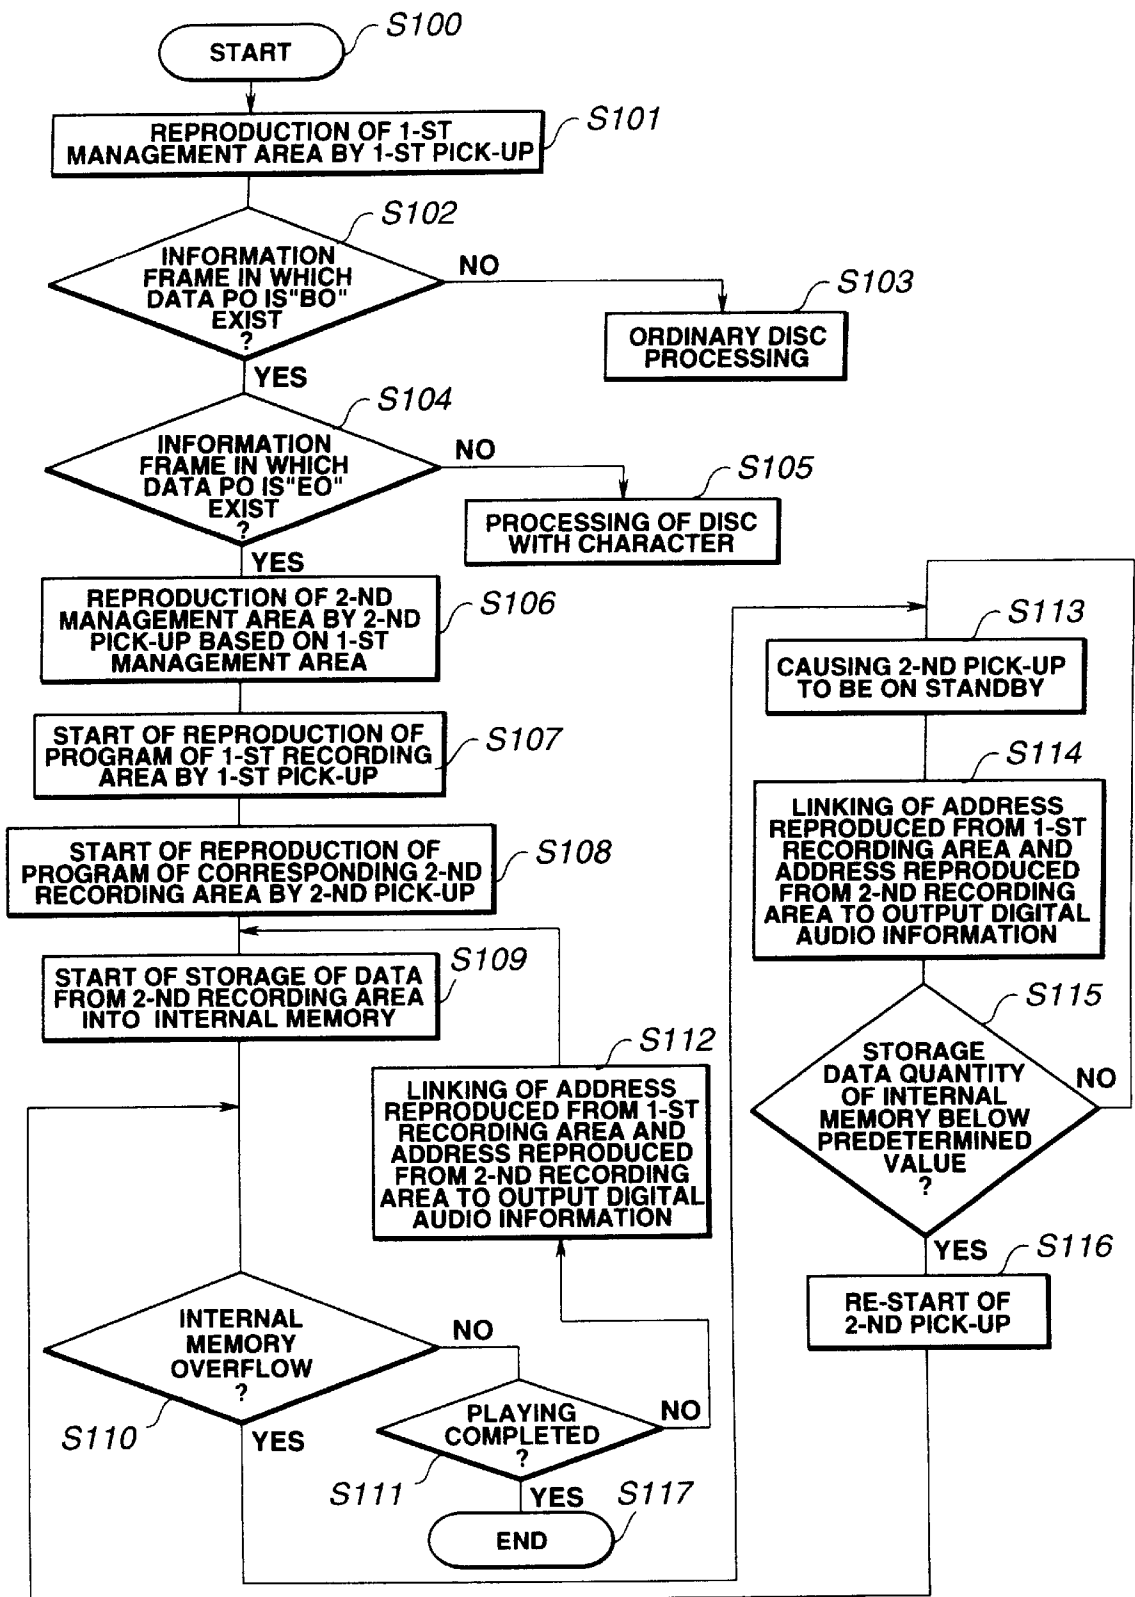 S100
START
S101
REPRODUCTION OF 1-ST
MANAGEMENT AREA BY 1-ST PICK-UP
S102
INFORMATION
FRAME IN WHICH
DATA PO IS"BO"
EXIST
?
NO
YES
S103
ORDINARY DISC
PROCESSING
S104
INFORMATION
FRAME IN WHICH
DATA PO IS"EO"
EXIST
?
NO
YES
S105
PROCESSING OF DISC
WITH CHARACTER
S106
REPRODUCTION OF 2-ND
MANAGEMENT AREA BY 2-ND
PICK-UP BASED ON 1-ST
MANAGEMENT AREA
S107
START OF REPRODUCTION OF
PROGRAM OF 1-ST RECORDING
AREA BY 1-ST PICK-UP
S108
START OF REPRODUCTION OF
PROGRAM OF CORRESPONDING 2-ND
RECORDING AREA BY 2-ND PICK-UP
S109
START OF STORAGE OF DATA
FROM 2-ND RECORDING AREA
INTO INTERNAL MEMORY
S112
LINKING OF ADDRESS
REPRODUCED FROM 1-ST
RECORDING AREA AND
ADDRESS REPRODUCED
FROM 2-ND RECORDING
AREA TO OUTPUT DIGITAL
AUDIO INFORMATION
INTERNAL
MEMORY
OVERFLOW
?
NO
S110
YES
PLAYING
COMPLETED
?
NO
S111
YES
S117
END
S113
CAUSING 2-ND PICK-UP
TO BE ON STANDBY
S114
LINKING OF ADDRESS
REPRODUCED FROM 1-ST
RECORDING AREA AND
ADDRESS REPRODUCED
FROM 2-ND RECORDING
AREA TO OUTPUT DIGITAL
AUDIO INFORMATION
S115
STORAGE
DATA QUANTITY
OF INTERNAL
MEMORY BELOW
PREDETERMINED
VALUE
?
NO
YES
S116
RE-START OF
2-ND PICK-UP